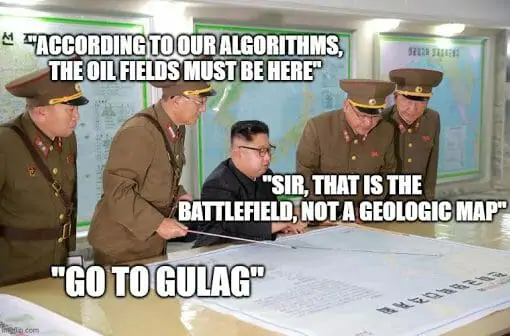 선
"ACCORDING TO OUR ALGORITHMS,
THE OIL FIELDS MUST BE HERE"
"SIR, THAT IS THE
BATTLEFIELD, NOT A GEOLOGIC MAP"
"GO TO GULAG"
imgflip.com